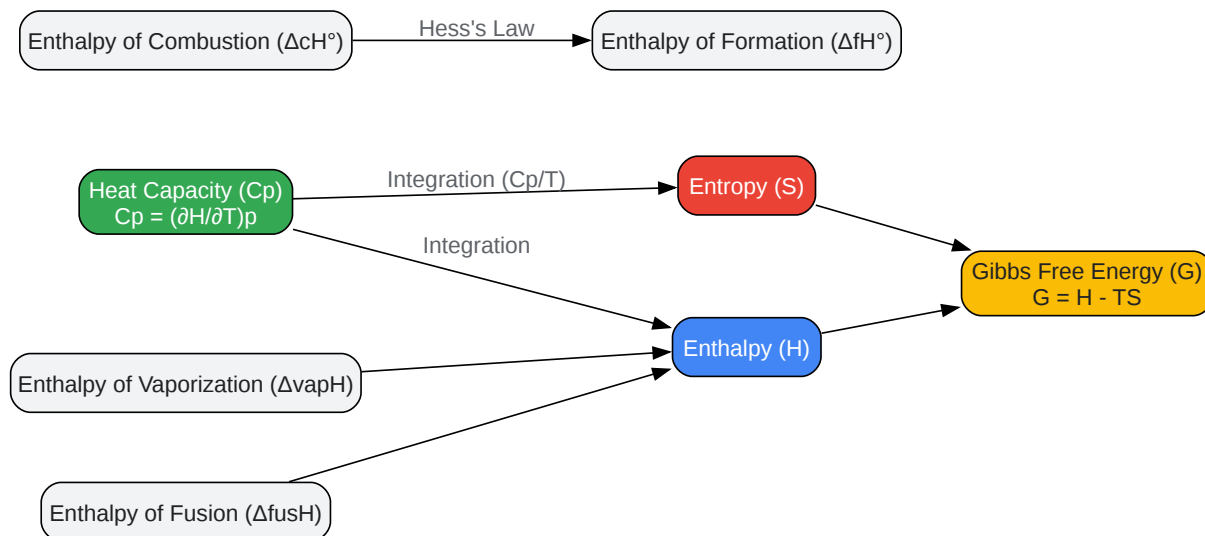 Enthalpy of Combustion (ΔcH°)
Hess's Law
Enthalpy of Formation (ΔfH°)
Heat Capacity (Cp)
Cp = (∂H/∂T)p
Integration (Cp/T)
Entropy (S)
Integration
Gibbs Free Energy (G)
G = H - TS
Enthalpy (H)
Enthalpy of Vaporization (ΔvapH)
Enthalpy of Fusion (ΔfusH)